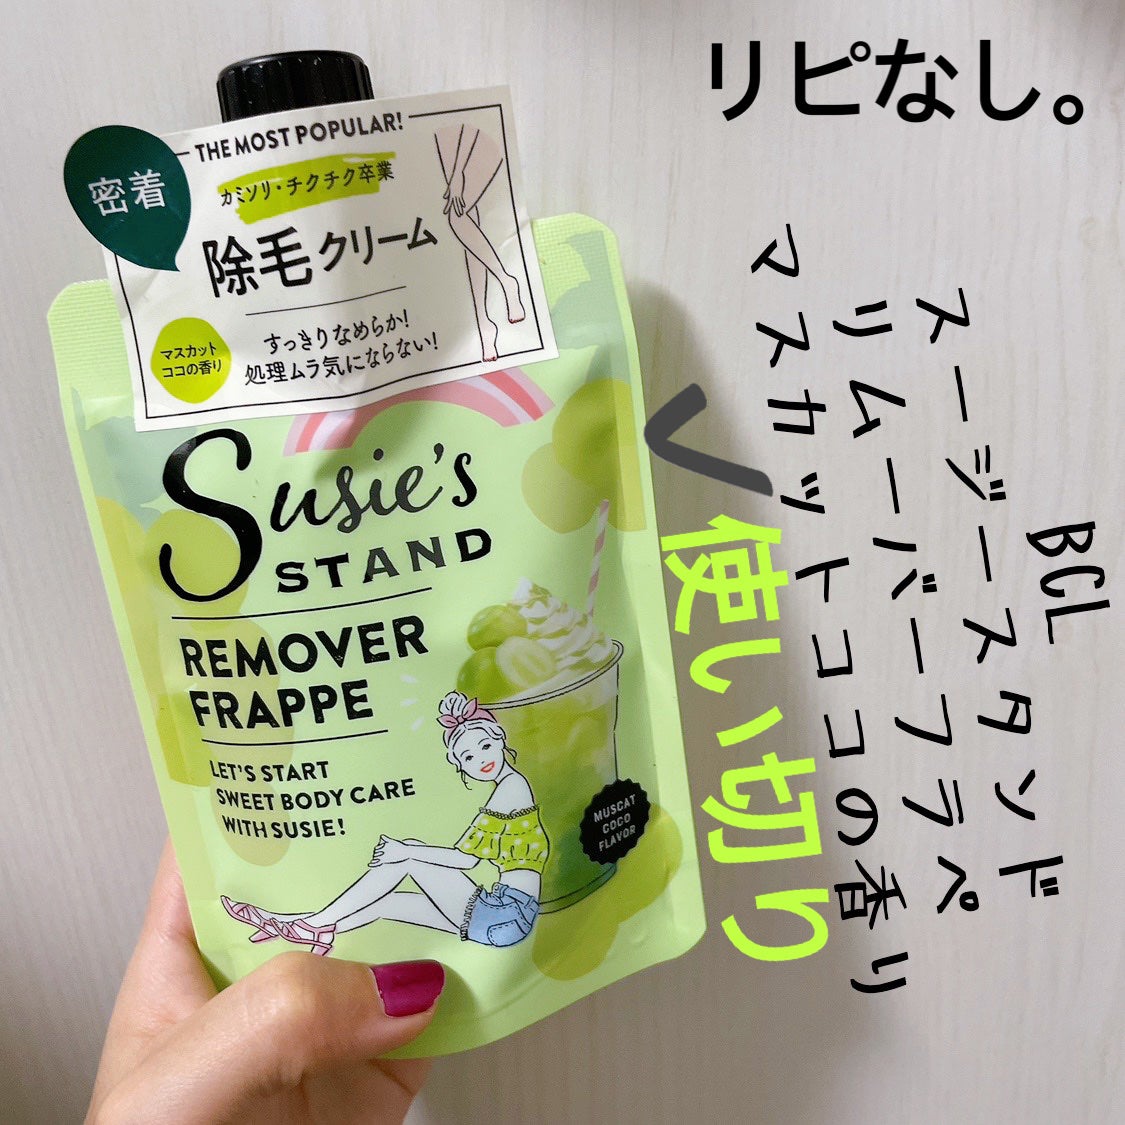 リピなし。
THE MOST POPULAR!
密着
カミソリ・チクチク卒業
除毛クリーム
マスカット
ココの香り
すっきりなめらか!
処理ムラ気にならない!
Susie's
STAND
REMOVER
FRAPPE
LET'S START
SWEET BODY CARE
WITH SUSIE!
MUSCAT
COCO
FLAVOR
BCL
スージースタンド
リムーバーフラペ
マスカットココの香り
使い切り